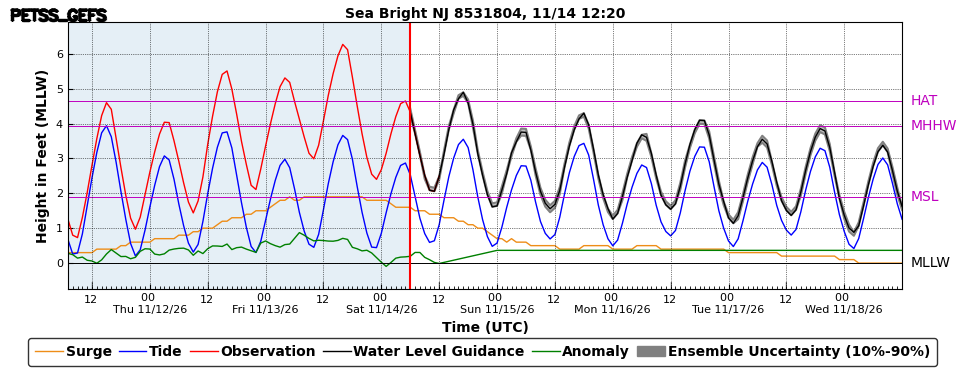 PETSS_GEFS
Sea Bright NJ 8531804, 11/14 12:20
Height in Feet (MLLW)
6
5
4
3
2
1
0
HAT
MHHW
MSL
MLLW
12 00 12 00 12 00 12 00 12 00 12 00 12 00
Thu 11/12/26 Fri 11/13/26 Sat 11/14/26 Sun 11/15/26 Mon 11/16/26 Tue 11/17/26 Wed 11/18/26
Time (UTC)
Surge Tide Observation Water Level Guidance Anomaly Ensemble Uncertainty (10%-90%)